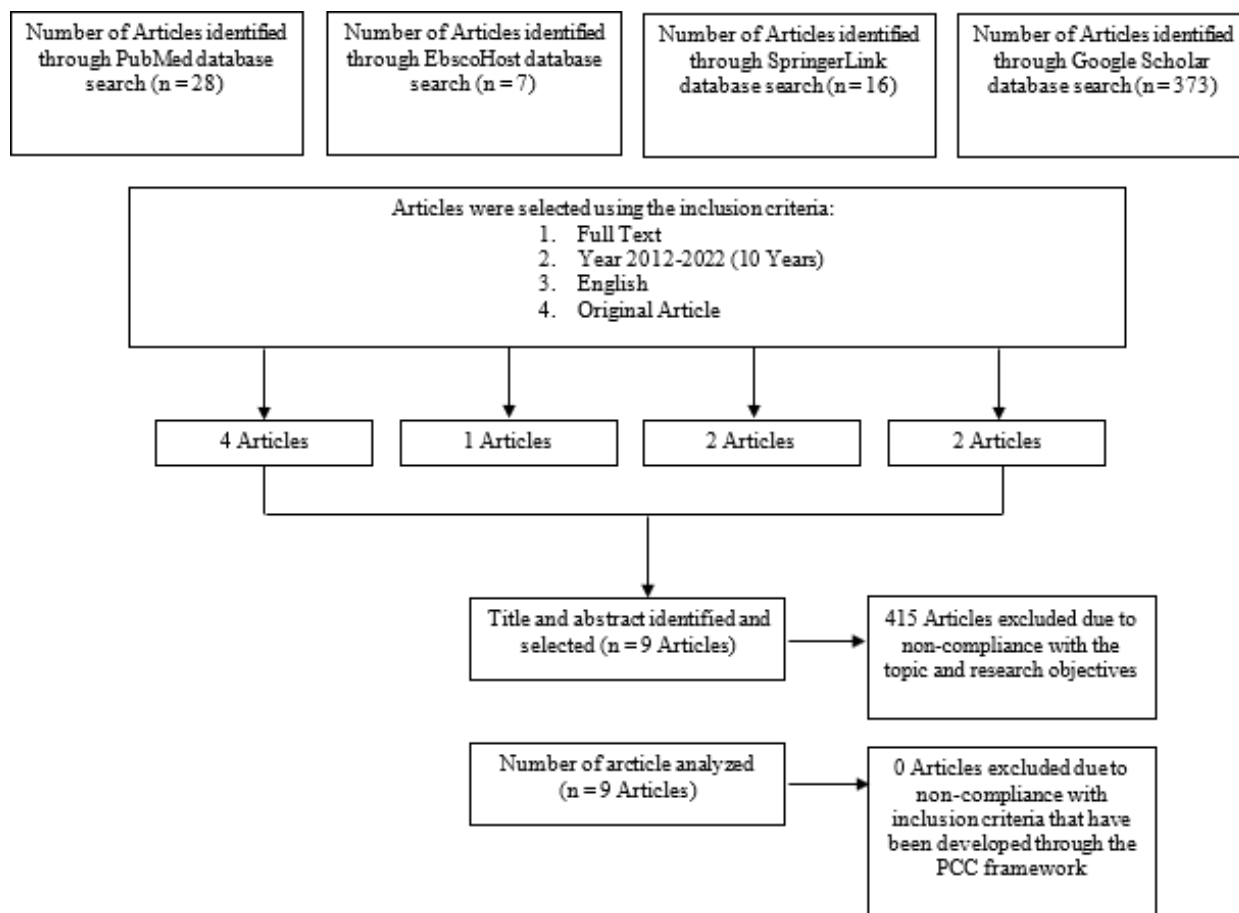 Number of Articles identified
through PubMed database
search (n = 28)
Number of Articles identified
through EbscoHost database
search (n = 7)
Number of Articles identified
through SpringerLink
database search (n = 16)
Number of Articles identified
through Google Scholar
database search (n = 373)
Articles were selected using the inclusion criteria:
1. Full Text
2. Year 2012-2022 (10 Years)
3. English
4. Original Article
4 Articles
1 Articles
2 Articles
2 Articles
Title and abstract identified and
selected (n = 9 Articles)
415 Articles excluded due to
non-compliance with the
topic and research objectives
Number of arcticle analyzed
(n = 9 Articles)
0 Articles excluded due to
non-compliance with
inclusion criteria that have
been developed through the
PCC framework